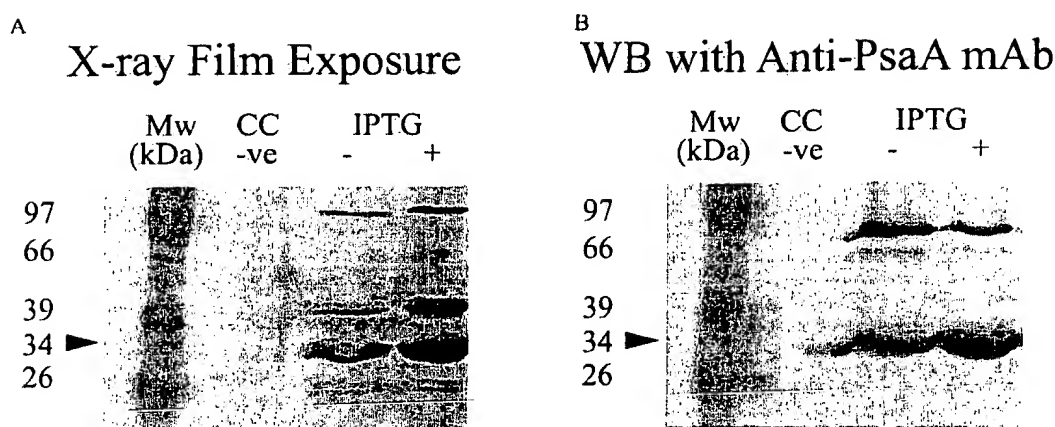 A
X-ray Film Exposure
Mw CC IPTG
(kDa) -ve - +
97
66
39
34
26
B
WB with Anti-PsaA mAb
Mw CC IPTG
(kDa) -ve - +
97
66
39
34
26